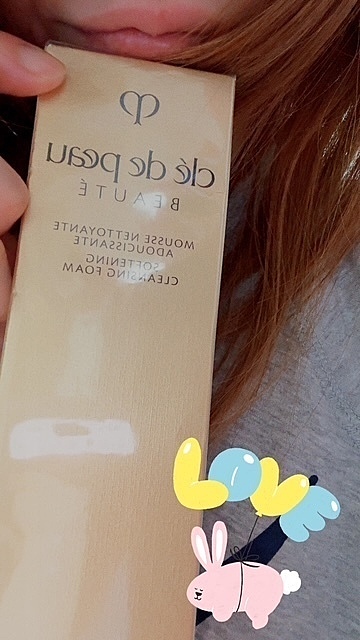 clé de peau
BEAUTÉ
MOUSSE NETTOYANTE
ADOUCISSANTE
SOFTENING
CLEANSING FOAM
LOVE